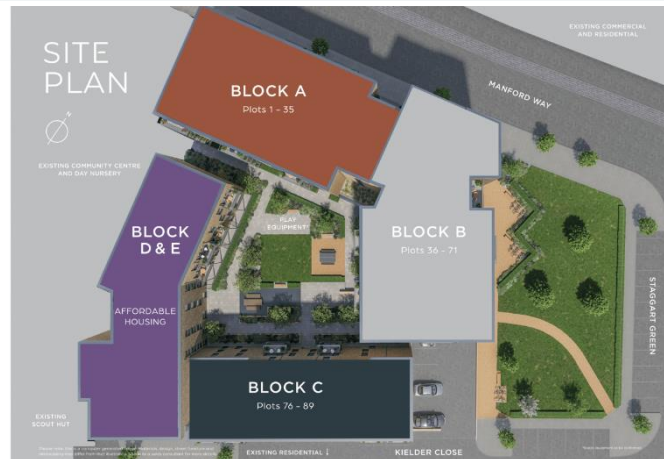 SITE
PLAN
N
EXISTING COMMUNITY CENTRE
AND DAY NURSERY
BLOCK A
Plots 1 - 35
EXISTING COMMERCIAL
AND RESIDENTIAL
MANFORD WAY
BLOCK
D & E
AFFORDABLE
HOUSING
PLAY
EQUIPMENT
BLOCK B
Plots 36 - 71
STAGGART GREEN
BLOCK C
Plots 76 - 89
EXISTING
SCOUT HUT
EXISTING RESIDENTIAL
KIELDER CLOSE